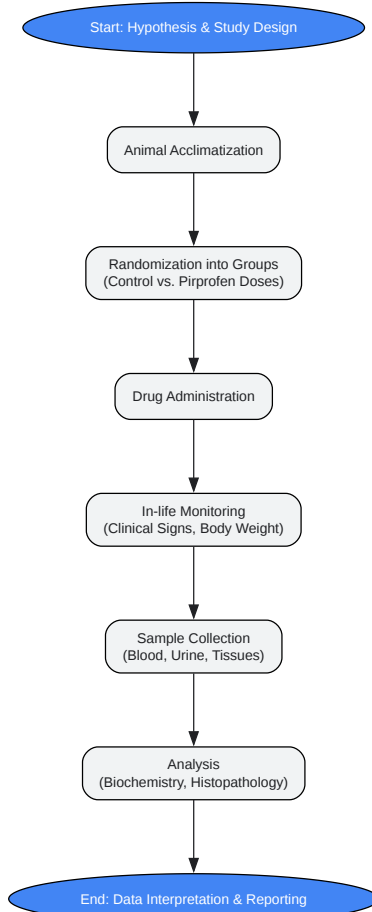 Start: Hypothesis & Study Design
Animal Acclimatization
Randomization into Groups
(Control vs. Pirprofen Doses)
Drug Administration
In-life Monitoring
(Clinical Signs, Body Weight)
Sample Collection
(Blood, Urine, Tissues)
Analysis
(Biochemistry, Histopathology)
End: Data Interpretation & Reporting